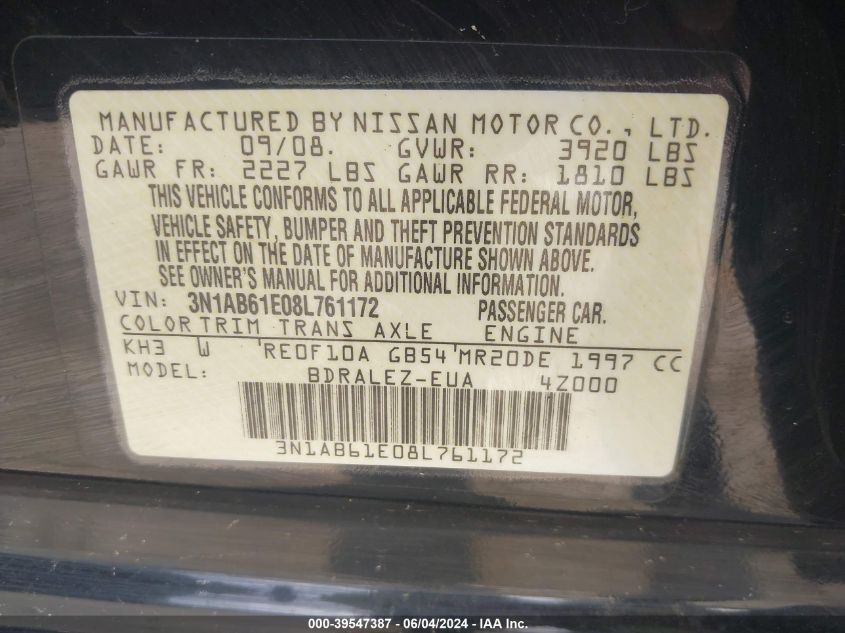 MANUFACTURED BY NISSAN MOTOR CO., LTD.
DATE: 09/08. GVWR: 3920 LBS
GAWR FR: 2227 LBS GAWR RR: 1810 LBS
THIS VEHICLE CONFORMS TO ALL APPLICABLE FEDERAL MOTOR,
VEHICLE SAFETY, BUMPER AND THEFT PREVENTION STANDARDS
IN EFFECT ON THE DATE OF MANUFACTURE SHOWN ABOVE.
SEE OWNER'S MANUAL FOR ADDITIONAL INFORMATION.
VIN: 3N1AB61E08L761172 PASSENGER CAR.
COLOR TRIM TRANS AXLE ENGINE
KH3 W RE0F10A GB54 MR20DE 1997 CC
MODEL: BDRALEZ-EUA 4Z000
3N1AB61E08L761172
000-39547387 - 06/04/2024 - IAA Inc.